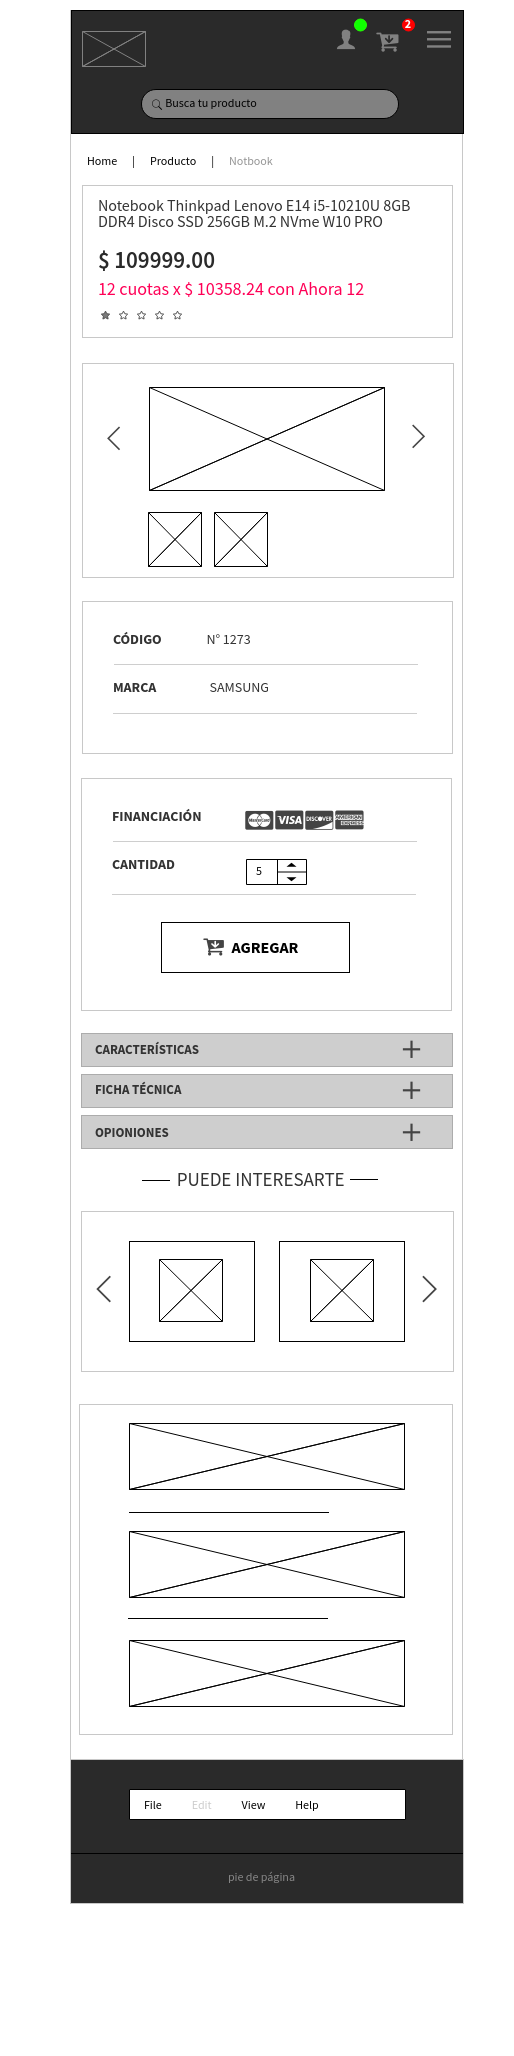 2
Busca tu producto
Home | Producto | Notbook
Notebook Thinkpad Lenovo E14 i5-10210U 8GB
DDR4 Disco SSD 256GB M.2 NVme W10 PRO
$ 109999.00
12 cuotas x $ 10358.24 con Ahora 12
CÓDIGO N° 1273
MARCA SAMSUNG
FINANCIACIÓN MasterCard VISA DISCOVER AMERICAN EXPRESS
CANTIDAD 5
AGREGAR
CARACTERÍSTICAS
FICHA TÉCNICA
OPIONIONES
PUEDE INTERESARTE
File Edit View Help
pie de página